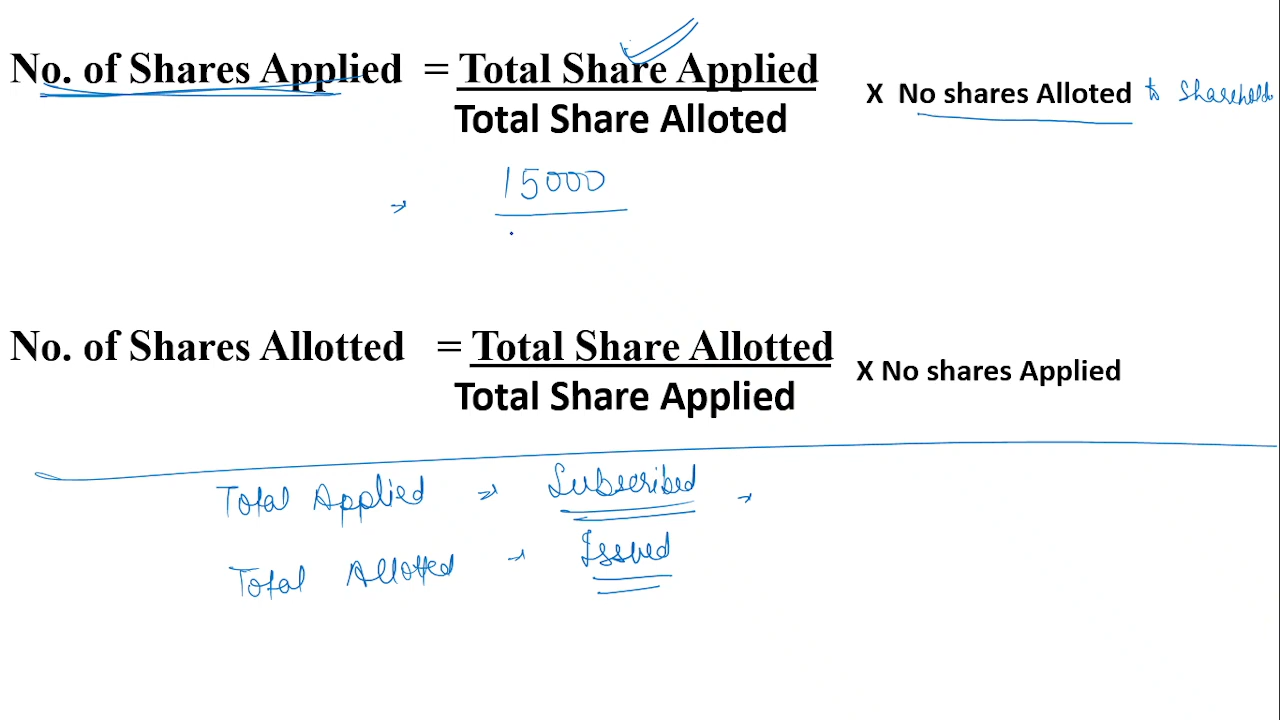 No. of Shares Applied = Total Share Applied
Total Share Alloted
X No shares Alloted to Sharehold
15000
No. of Shares Allotted = Total Share Allotted
Total Share Applied
X No shares Applied
Total Applied Subscribed
Total Allotted Issued